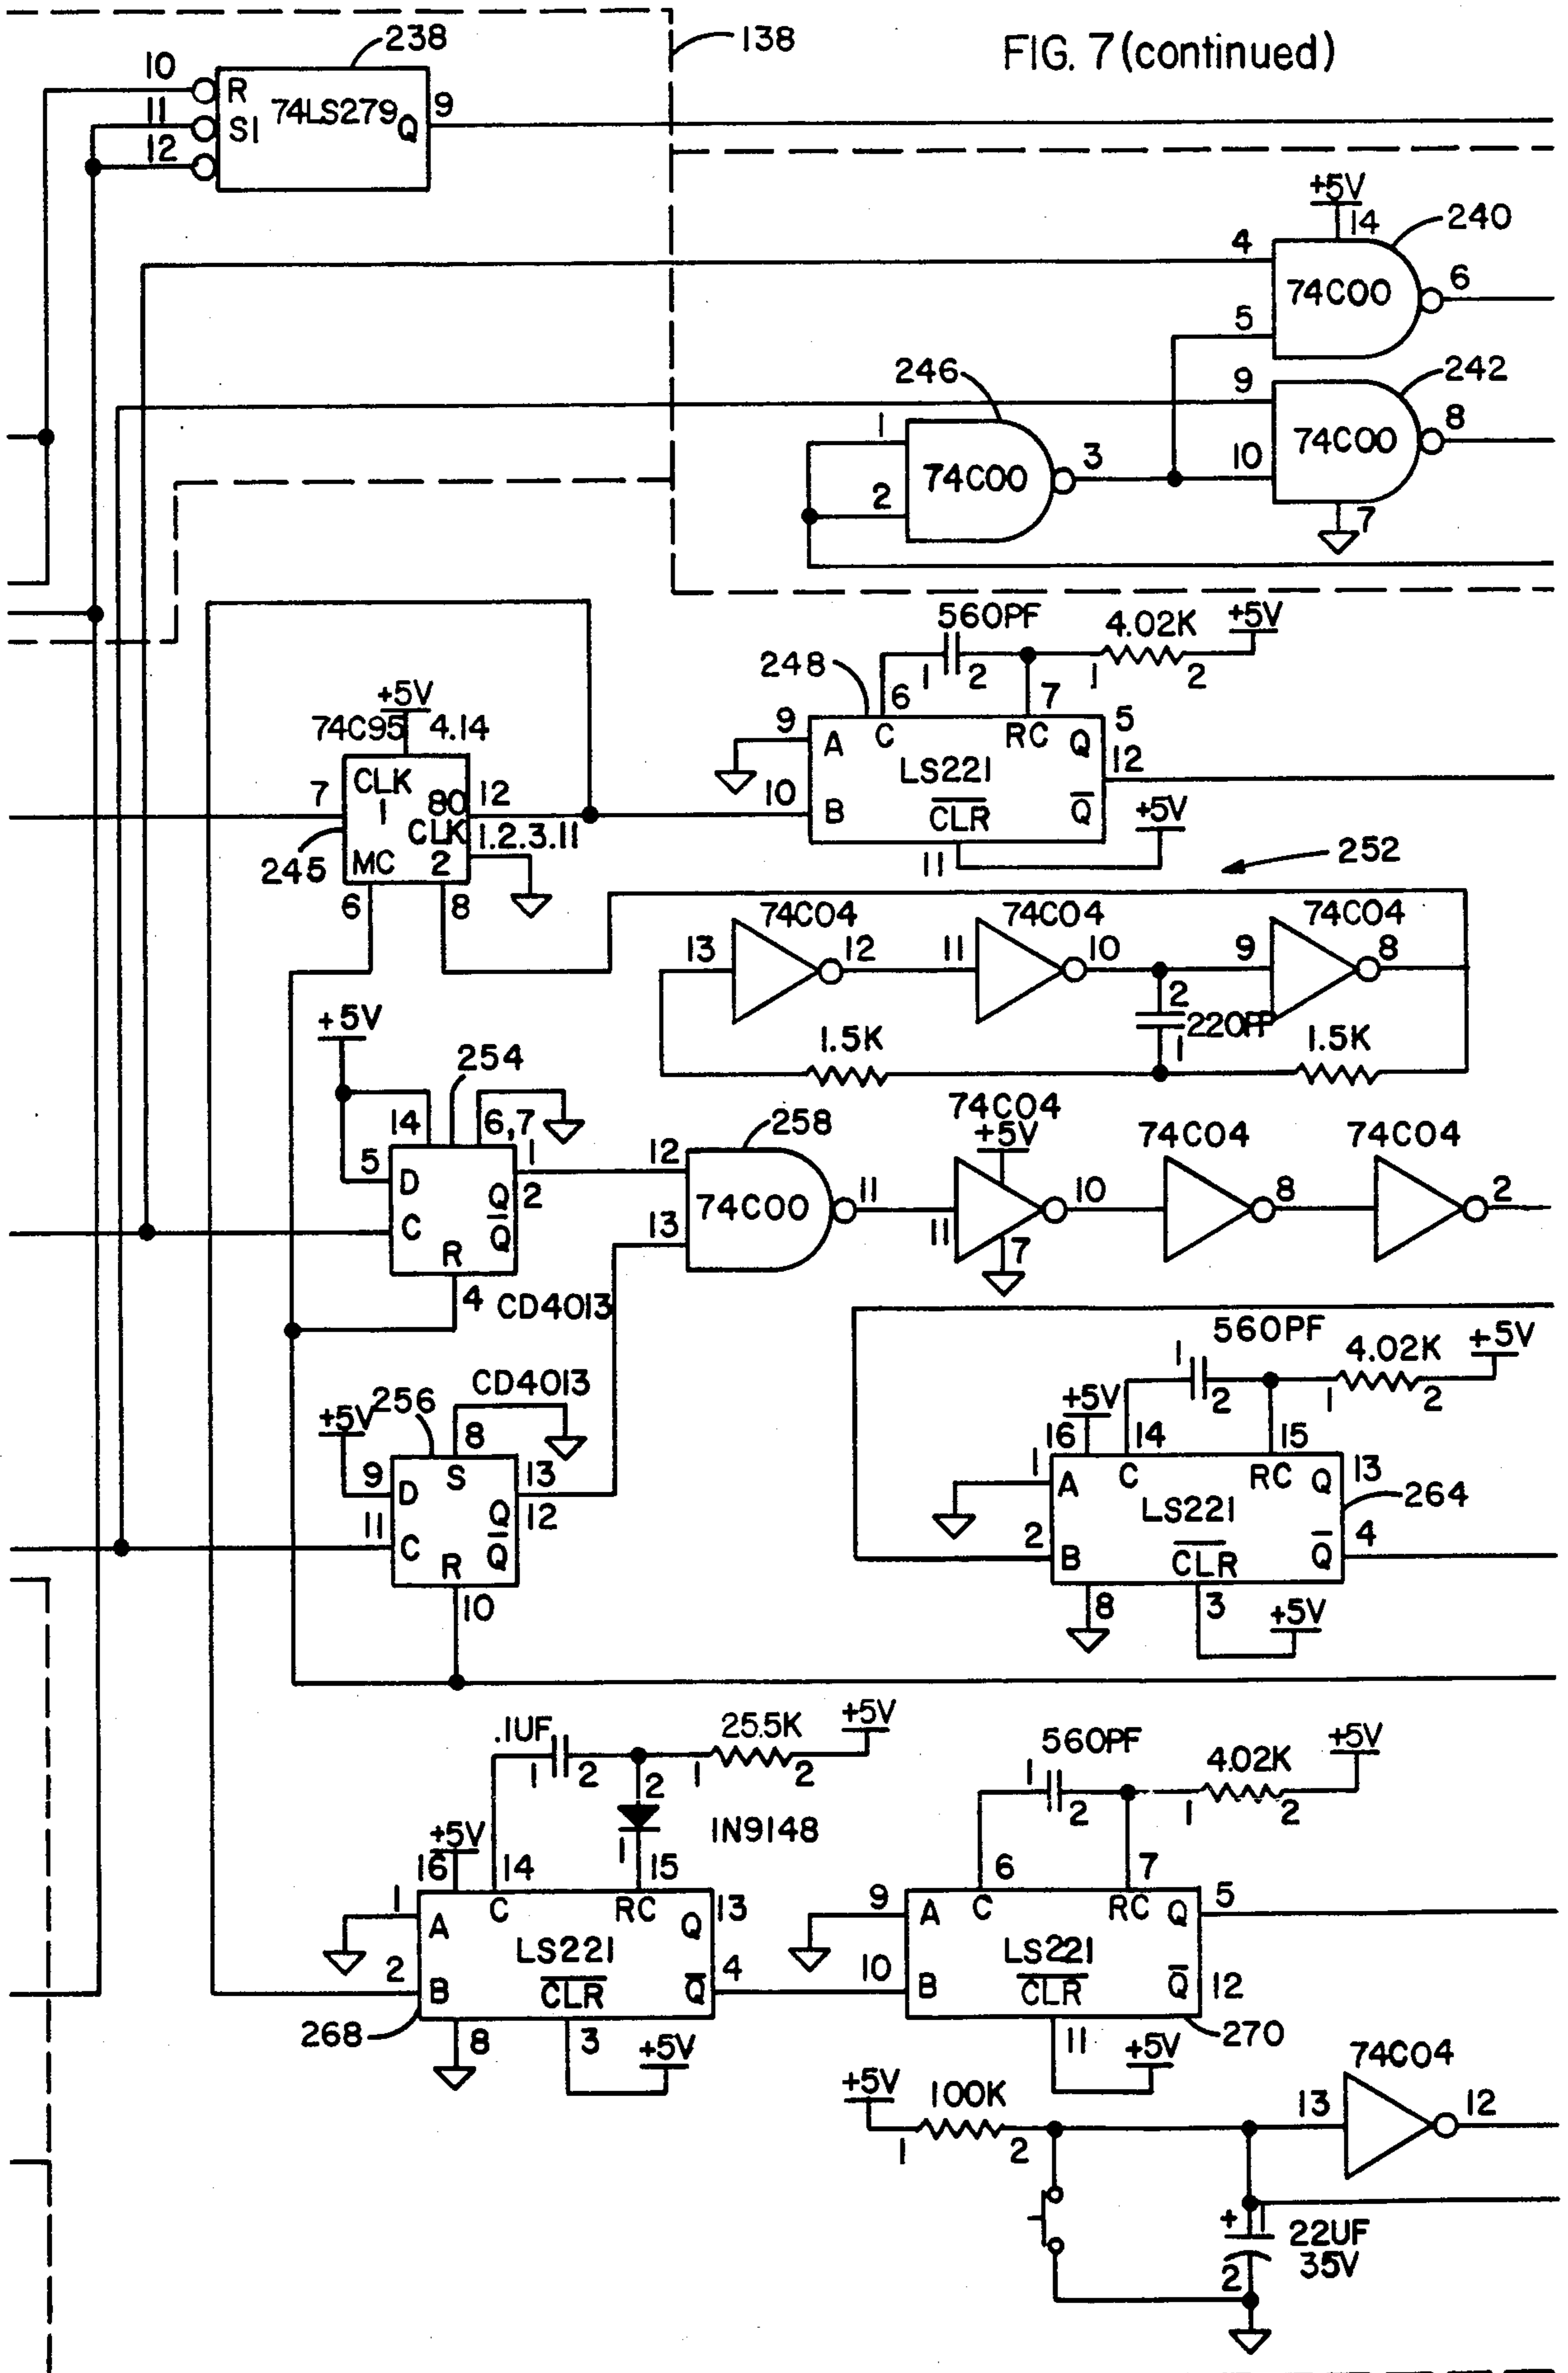 FIG. 7 (continued)
138
238
10
11
12
R
S1
74LS279
Q
9
+5V
14
240
4
5
74C00
6
246
1
2
74C00
3
242
9
10
74C00
8
7
560PF
4.02K
+5V
1
2
1
2
248
6
7
9
10
A
C
RC
Q
LS221
B
CLR
Q
5
12
11
+5V
+5V
74C95
4.14
7
CLK
1
80
CLK
MC
2
12
1.2.3.11
245
6
8
252
74C04
74C04
74C04
13
12
11
10
9
8
2
220PF
1
1.5K
1.5K
+5V
254
14
6,7
5
D
C
R
Q
Q
1
2
4
CD4013
258
12
13
74C00
11
74C04
+5V
11
10
7
74C04
8
74C04
2
CD4013
256
+5V
8
9
11
D
S
C
R
Q
Q
13
12
10
560PF
4.02K
+5V
1
2
1
2
+5V
16
14
15
1
2
A
C
RC
Q
LS221
B
CLR
Q
13
264
4
8
3
+5V
.1UF
25.5K
+5V
1
2
2
1
2
1N9148
1
+5V
16
14
15
1
2
A
C
RC
Q
LS221
B
CLR
Q
13
4
268
8
3
+5V
560PF
4.02K
+5V
1
2
1
2
6
7
9
10
A
C
RC
Q
LS221
B
CLR
Q
5
12
270
11
+5V
+5V
100K
1
2
74C04
13
12
+
1
22UF
35V
2